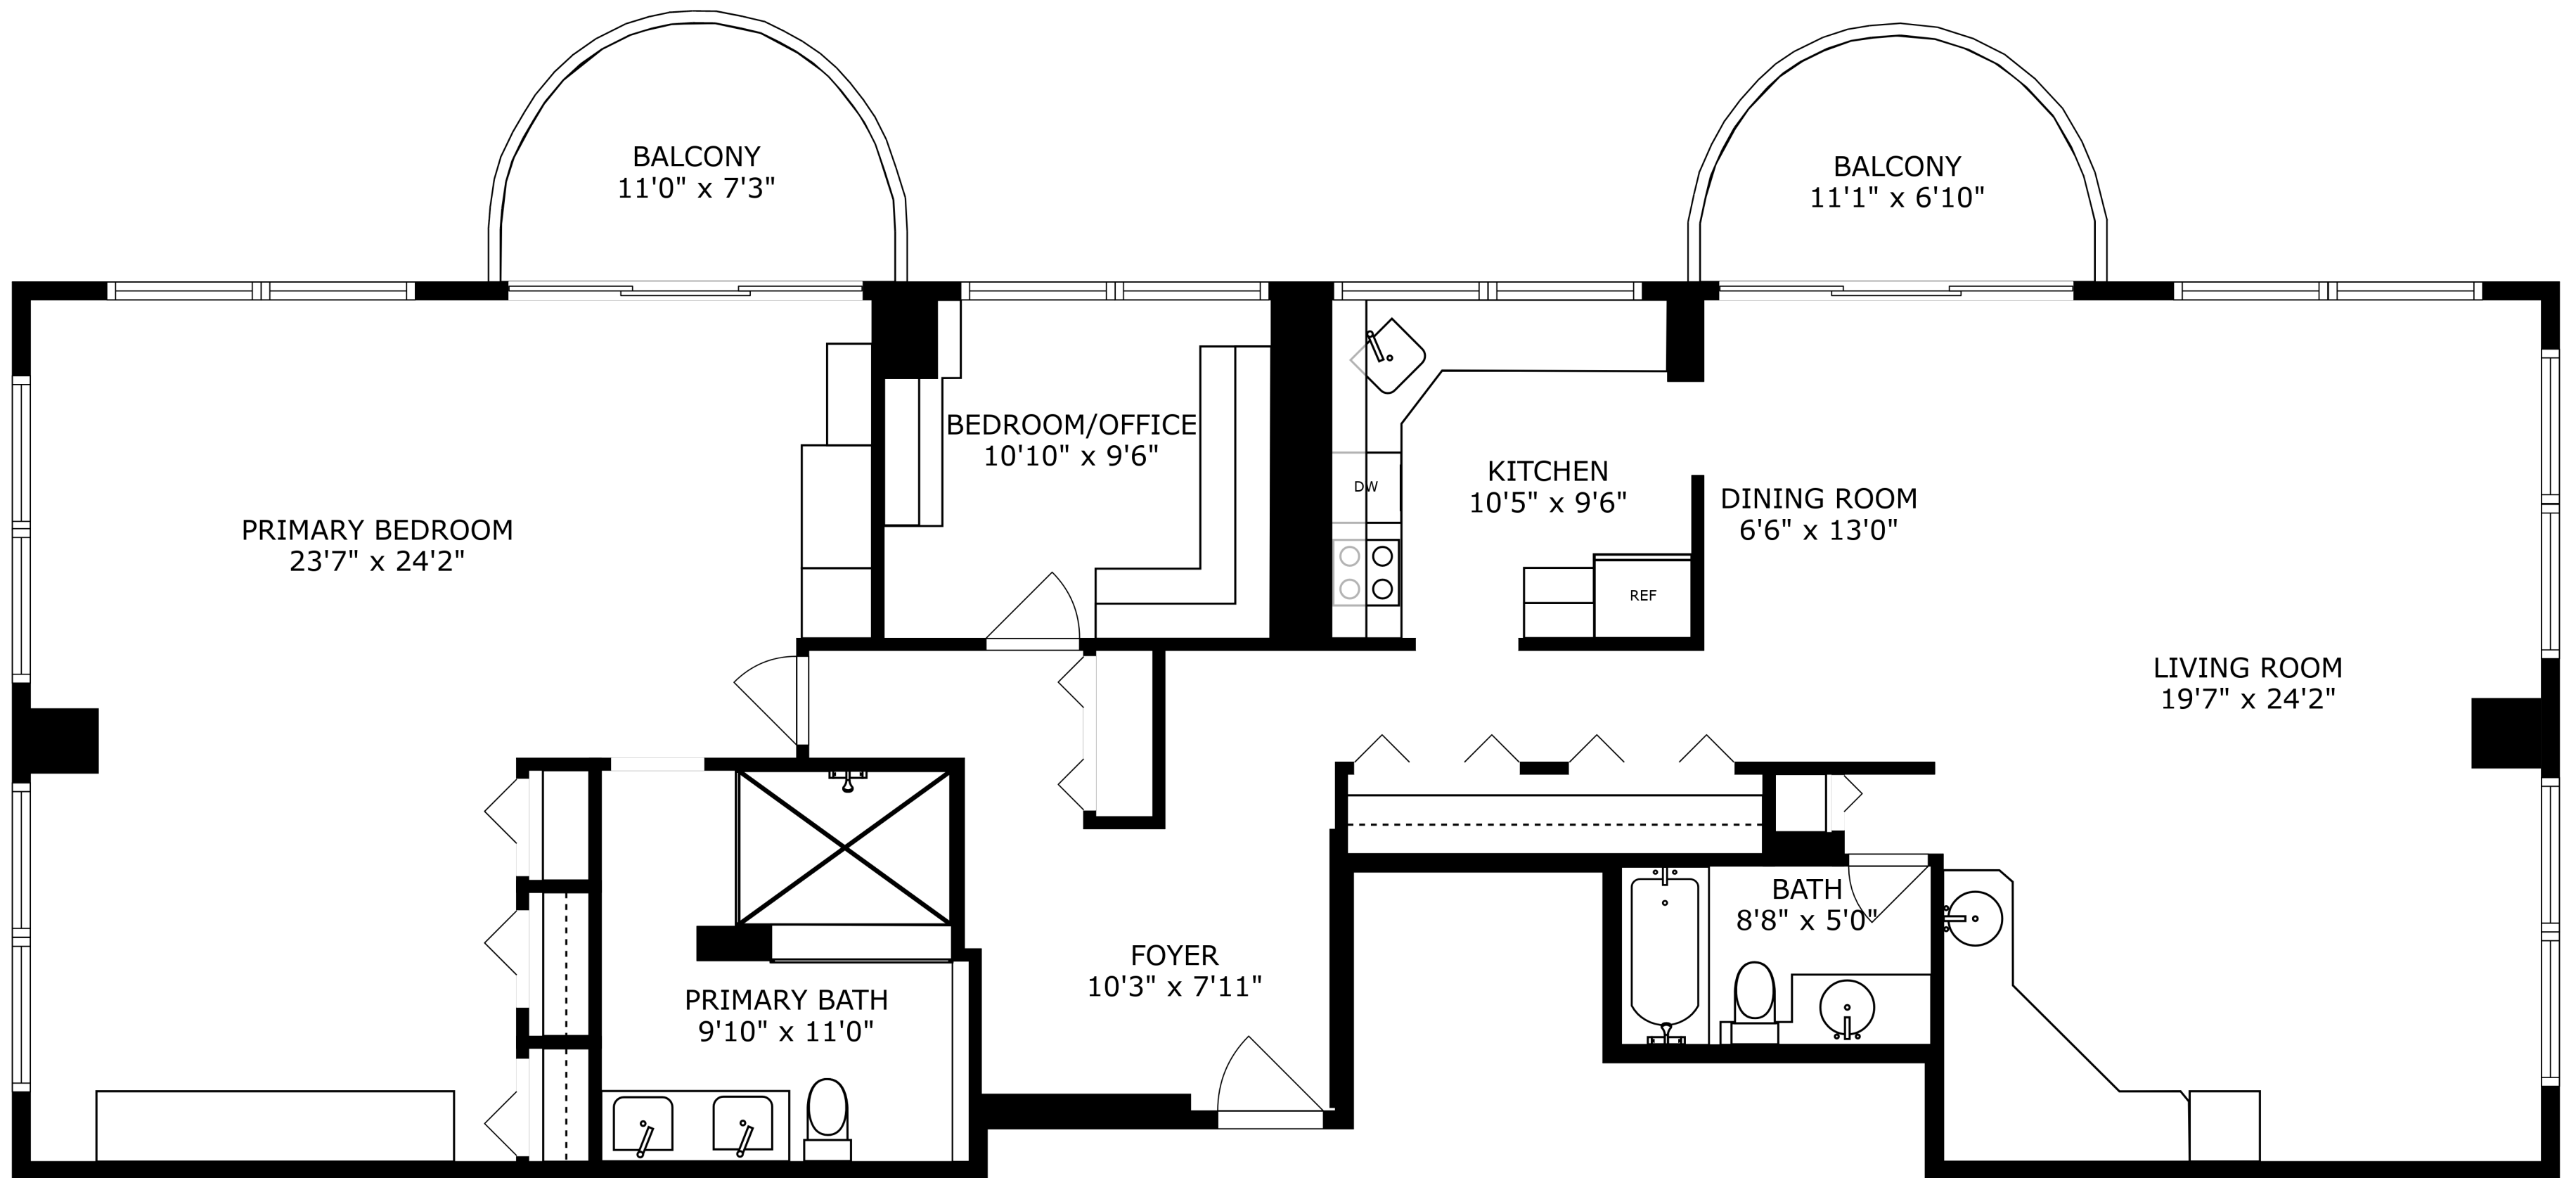 BALCONY
11'0" x 7'3"
BALCONY
11'1" x 6'10"
BEDROOM/OFFICE
10'10" x 9'6"
KITCHEN
10'5" x 9'6"
DW
REF
DINING ROOM
6'6" x 13'0"
PRIMARY BEDROOM
23'7" x 24'2"
LIVING ROOM
19'7" x 24'2"
BATH
8'8" x 5'0"
FOYER
10'3" x 7'11"
PRIMARY BATH
9'10" x 11'0"